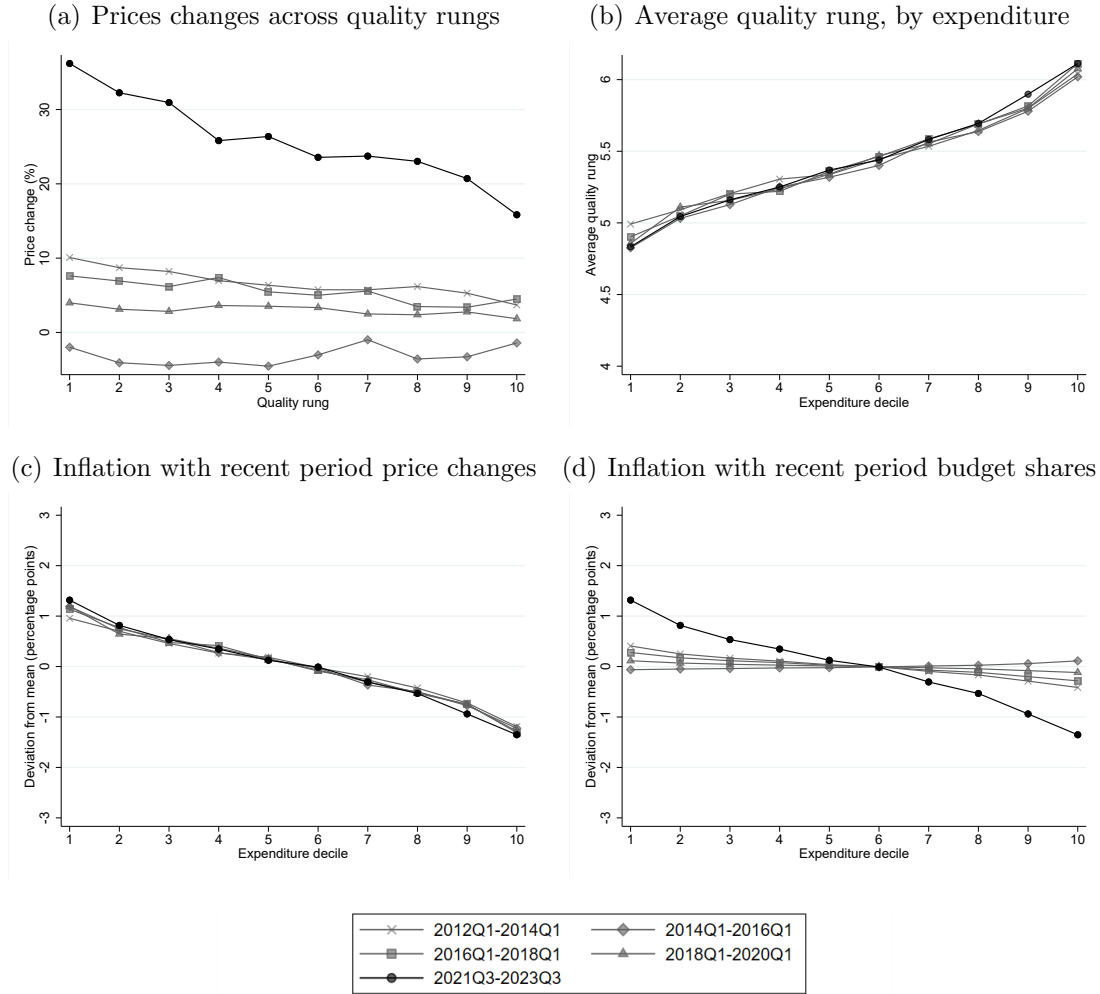 (a) Prices changes across quality rungs
Price change (%)
30
20
10
0
1 2 3 4 5 6 7 8 9 10
Quality rung
(b) Average quality rung, by expenditure
Average quality rung
6
5.5
5
4.5
4
1 2 3 4 5 6 7 8 9 10
Expenditure decile
(c) Inflation with recent period price changes
Deviation from mean (percentage points)
3
2
1
0
-1
-2
-3
1 2 3 4 5 6 7 8 9 10
Expenditure decile
(d) Inflation with recent period budget shares
Deviation from mean (percentage points)
3
2
1
0
-1
-2
-3
1 2 3 4 5 6 7 8 9 10
Expenditure decile
2012Q1-2014Q1 2014Q1-2016Q1
2016Q1-2018Q1 2018Q1-2020Q1
2021Q3-2023Q3